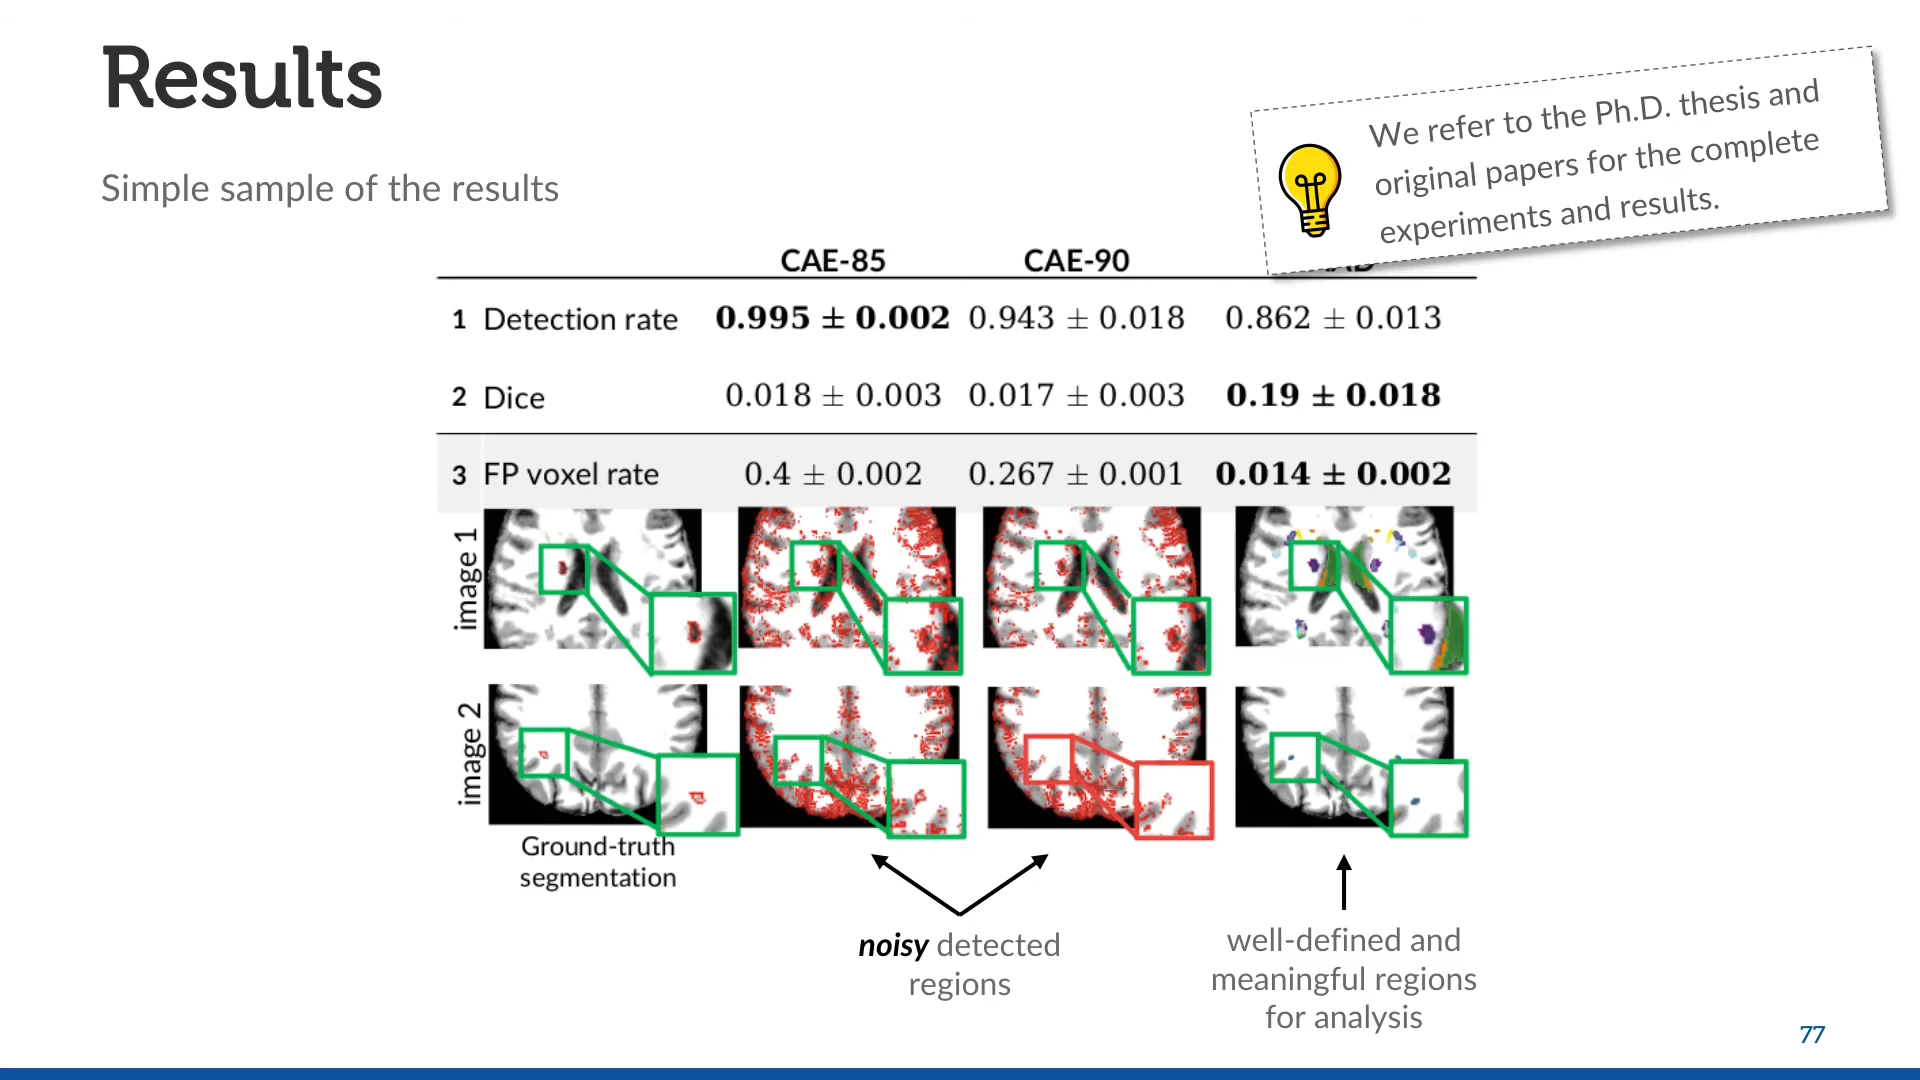 Results
Simple sample of the results
We refer to the Ph.D. thesis and
original papers for the complete
experiments and results.
CAE-85 CAE-90
1 Detection rate 0.995 ± 0.002 0.943 ± 0.018 0.862 ± 0.013
2 Dice 0.018 ± 0.003 0.017 ± 0.003 0.19 ± 0.018
3 FP voxel rate 0.4 ± 0.002 0.267 ± 0.001 0.014 ± 0.002
image 1
image 2
Ground-truth
segmentation
noisy detected
regions
well-defined and
meaningful regions
for analysis
77